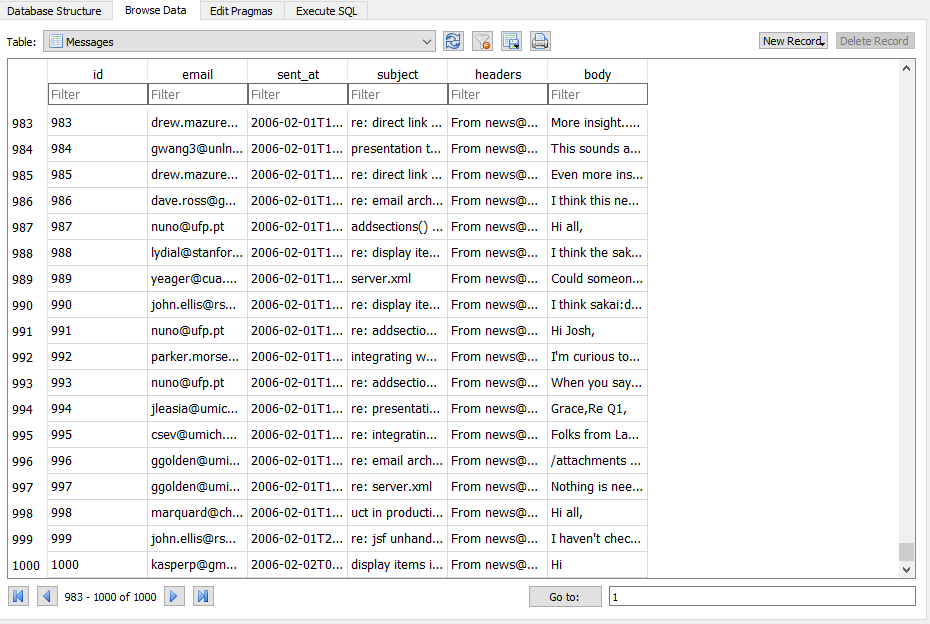 Database Structure Browse Data Edit Pragmas Execute SQL
Table: Messages New Record Delete Record
id email sent_at subject headers body
Filter Filter Filter Filter Filter Filter
983 983 drew.mazure... 2006-02-01T1... re: direct link ... From news@... More insight.....
984 984 gwang3@unln... 2006-02-01T1... presentation t... From news@... This sounds a...
985 985 drew.mazure... 2006-02-01T1... re: direct link ... From news@... Even more ins...
986 986 dave.ross@g... 2006-02-01T1... re: email arch... From news@... I think this ne...
987 987 nuno@ufp.pt 2006-02-01T1... addsections() ... From news@... Hi all,
988 988 lydial@stanfor... 2006-02-01T1... re: display ite... From news@... I think the sak...
989 989 yeager@cua.... 2006-02-01T1... server.xml From news@... Could someon...
990 990 john.ellis@rs... 2006-02-01T1... re: display ite... From news@... I think sakai:d...
991 991 nuno@ufp.pt 2006-02-01T1... re: addsectio... From news@... Hi Josh,
992 992 parker.morse... 2006-02-01T1... integrating w... From news@... I'm curious to...
993 993 nuno@ufp.pt 2006-02-01T1... re: addsectio... From news@... When you say...
994 994 jleasia@umic... 2006-02-01T1... re: presentati... From news@... Grace,Re Q1,
995 995 csev@umich.... 2006-02-01T1... re: integratin... From news@... Folks from La...
996 996 ggolden@umi... 2006-02-01T1... re: email arch... From news@... /attachments ...
997 997 ggolden@umi... 2006-02-01T1... re: server.xml From news@... Nothing is nee...
998 998 marquard@ch... 2006-02-01T1... uct in producti... From news@... Hi all,
999 999 john.ellis@rs... 2006-02-01T2... re: jsf unhand... From news@... I haven't chec...
1000 1000 kasperp@gm... 2006-02-02T0... display items i... From news@... Hi
983 - 1000 of 1000 Go to: 1